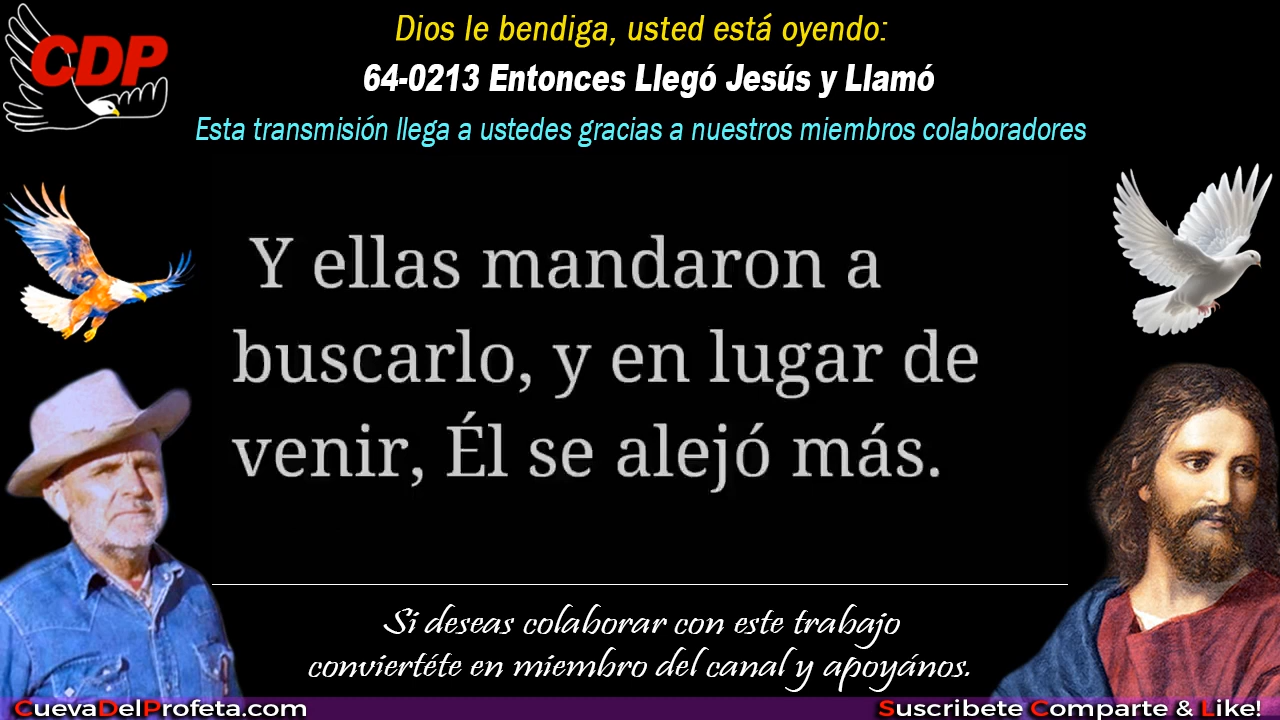 CDP
Dios le bendiga, usted está oyendo:
64-0213 Entonces Llegó Jesús y Llamó
Esta transmisión llega a ustedes gracias a nuestros miembros colaboradores
Y ellas mandaron a
buscarlo, y en lugar de
venir, Él se alejó más.
Si deseas colaborar con este trabajo
conviertéte en miembro del canal y apoyános.
CuevaDelProfeta.com
Suscribete Comparte & Like!